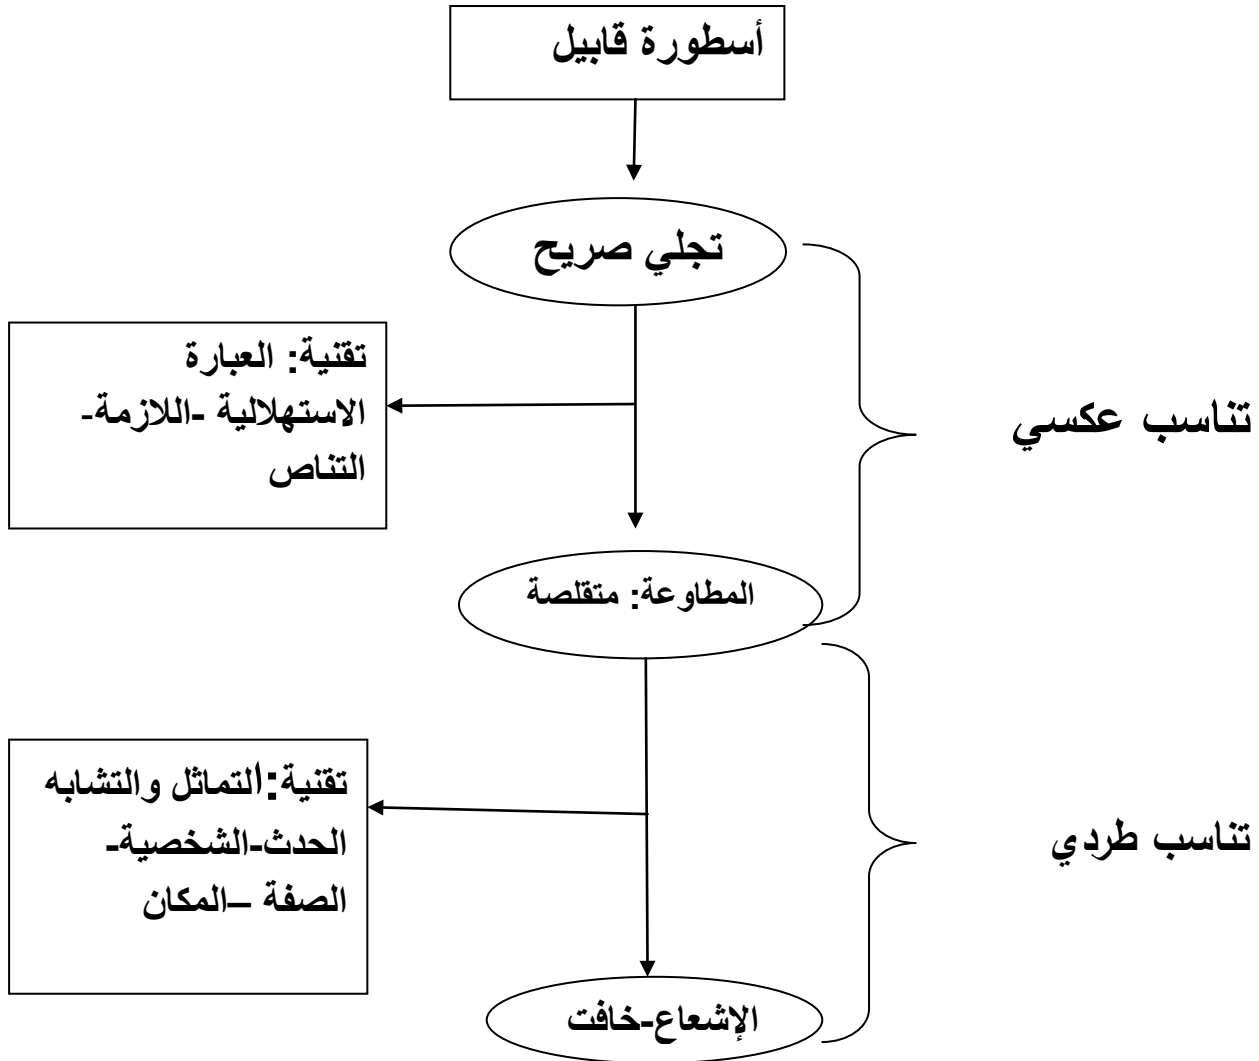 أسطورة قابيل
تجلي صريح
تقنية: العبارة
الاستهلالية -اللازمة-
التناص
تناسب عكسي
المطاوعة: متقلصة
تقنية:التماثل والتشابه
الحدث-الشخصية-
الصفة –المكان
تناسب طردي
الإشعاع-خافت